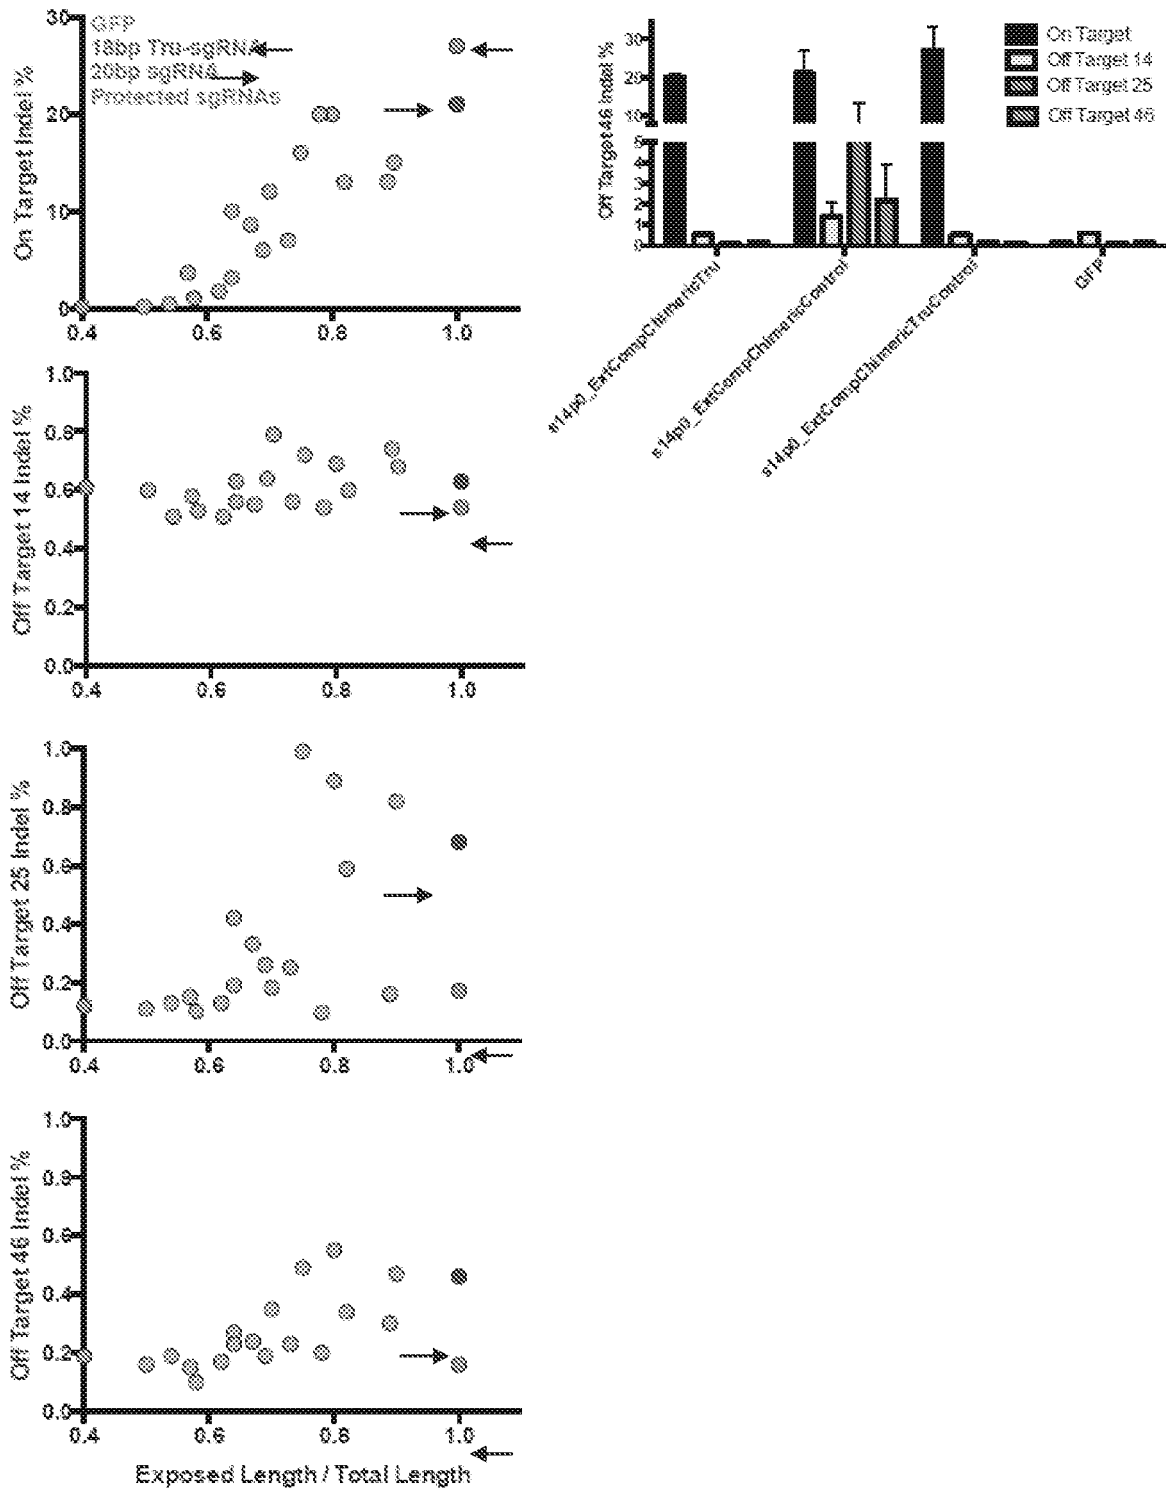 30
20
10
0
On Target Indel %
GFP
18bp Tru-sgRNA
20bp sgRNA
Protected sgRNAs
0.4 0.6 0.8 1.0
Off Target 46 Indel %
30
20
10
5
3
2
1
0
On Target
Off Target 14
Off Target 25
Off Target 46
s14p0_ExtCompChimericControl
s14p0_ExtCompChimericTruControl
GFP
1.0
0.8
0.6
0.4
0.2
0.0
Off Target 14 Indel %
0.4 0.6 0.8 1.0
1.0
0.8
0.6
0.4
0.2
0.0
Off Target 25 Indel %
0.4 0.6 0.8 1.0
1.0
0.8
0.6
0.4
0.2
0.0
Off Target 46 Indel %
0.4 0.6 0.8 1.0
Exposed Length / Total Length